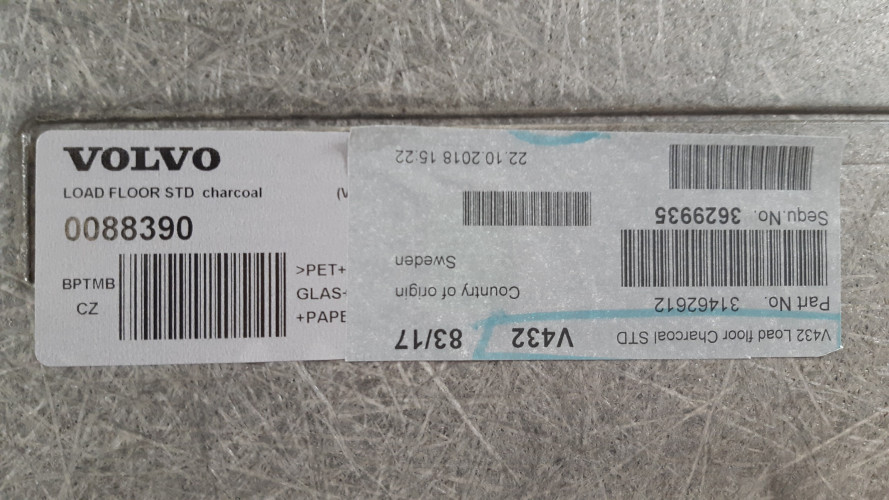 VOLVO
LOAD FLOOR STD charcoal (V
0088390
BPTMB
CZ
>PET+
GLAS-
+PAPE
V432 Load floor Charcoal STD V432 83/17
Part No. 31462612
Country of origin
Sweden
Sequ.No. 3629935
22.10.2018 15:22